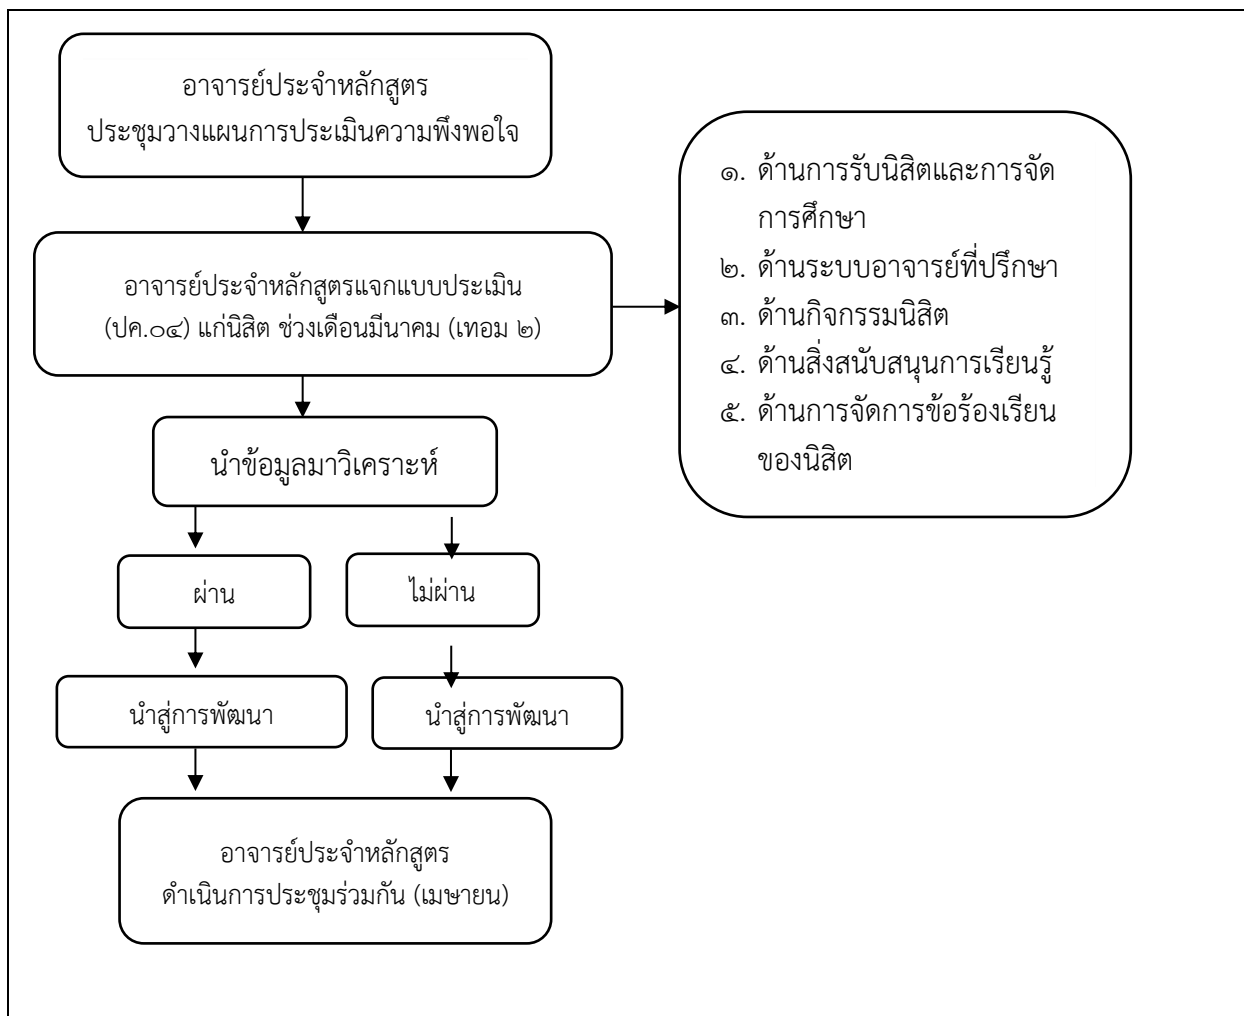 อาจารย์ประจำหลักสูตร
ประชุมวางแผนการประเมินความพึงพอใจ
อาจารย์ประจำหลักสูตรแจกแบบประเมิน
(ปค.๐๔) แก่นิสิต ช่วงเดือนมีนาคม (เทอม ๒)
๑. ด้านการรับนิสิตและการจัด
การศึกษา
๒. ด้านระบบอาจารย์ที่ปรึกษา
๓. ด้านกิจกรรมนิสิต
๔. ด้านสิ่งสนับสนุนการเรียนรู้
๕. ด้านการจัดการข้อร้องเรียน
ของนิสิต
นำข้อมูลมาวิเคราะห์
ผ่าน
ไม่ผ่าน
นำสู่การพัฒนา
นำสู่การพัฒนา
อาจารย์ประจำหลักสูตร
ดำเนินการประชุมร่วมกัน (เมษายน)